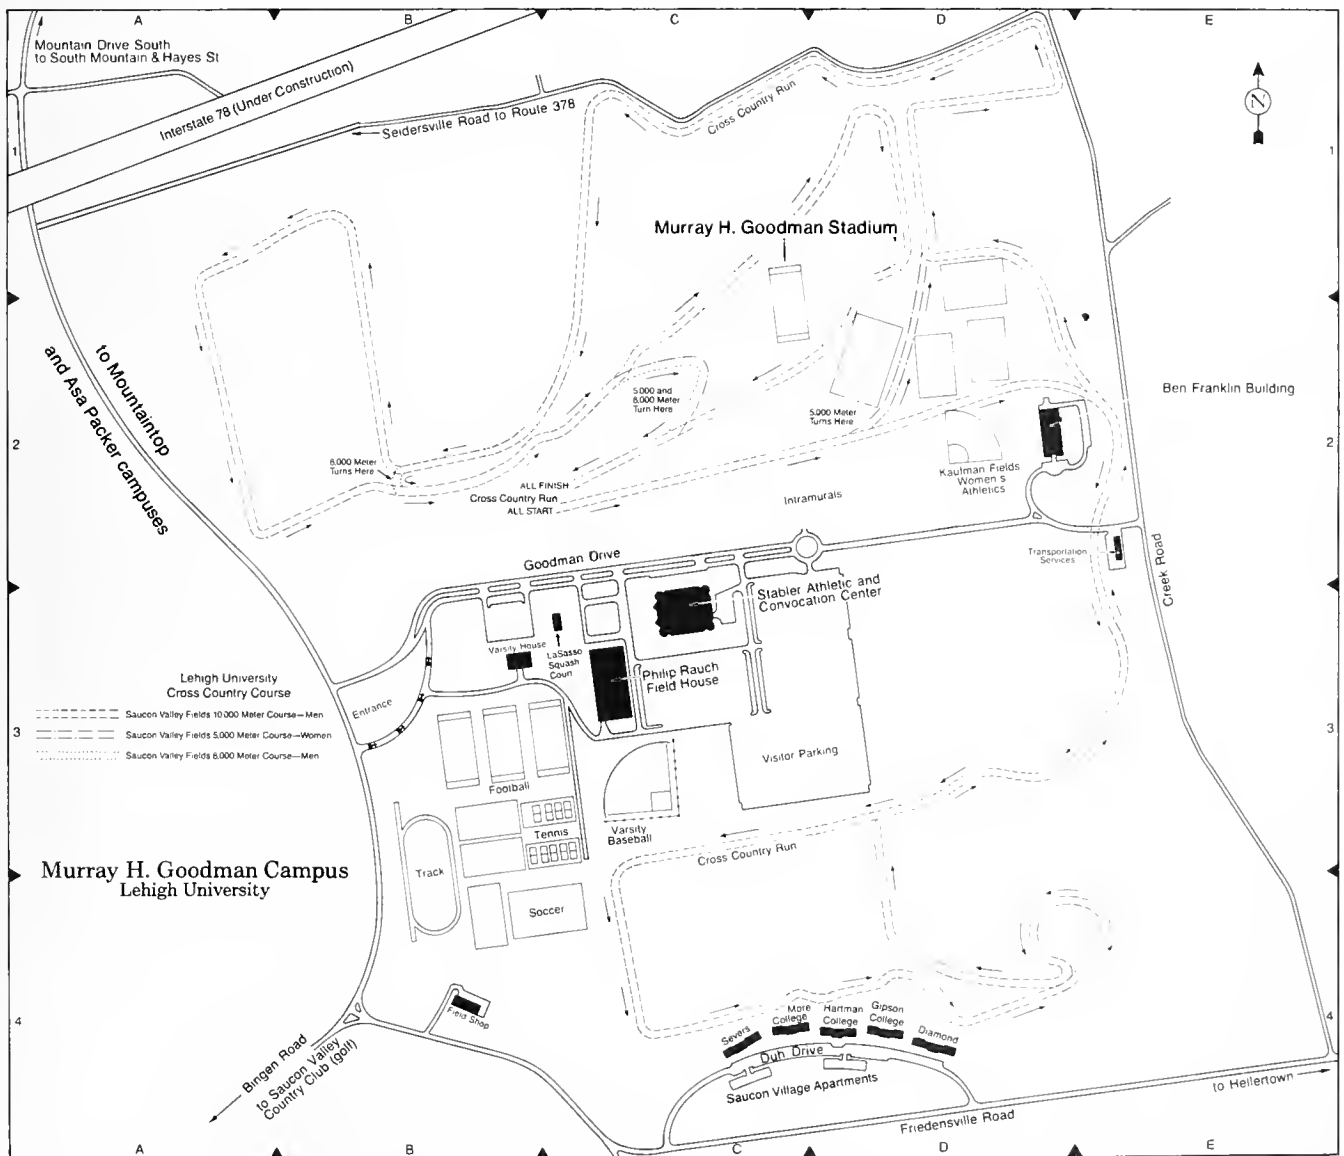 A
B
C
D
E
Mountain Drive South
to South Mountain & Hayes St
Interstate 78 (Under Construction)
Seidersville Road to Route 378
Cross Country Run
N
1
1
Murray H. Goodman Stadium
to Mountaintop
and Asa Packer campuses
5,000 and
8,000 Meter
Turn Here
5,000 Meter
Turns Here
Ben Franklin Building
2
2
Kaufman Fields
Women's
Athletics
Turns Here
ALL FINISH
Cross Country Run
ALL START
Intramurals
Goodman Drive
Transportation
Services
Creek Road
Stabler Athletic and
Convocation Center
Varsity House
LaSasso
Squash
Court
Philip Rauch
Field House
Lehigh University
Cross Country Course
Saucon Valley Fields 10,000 Meter Course—Men
Saucon Valley Fields 5,000 Meter Course—Women
Saucon Valley Fields 8,000 Meter Course—Men
Entrance
3
3
Visitor Parking
Football
Tennis
Varsity
Baseball
Cross Country Run
Murray H. Goodman Campus
Lehigh University
Track
Soccer
Field Shop
4
4
Severs
More
College
Hartman
College
Gipson
College
Diamond
Duh Drive
Saucon Village Apartments
Bingen Road
to Saucon Valley
Country Club (golf)
to Hellertown
Friedensville Road
A
B
C
D
E